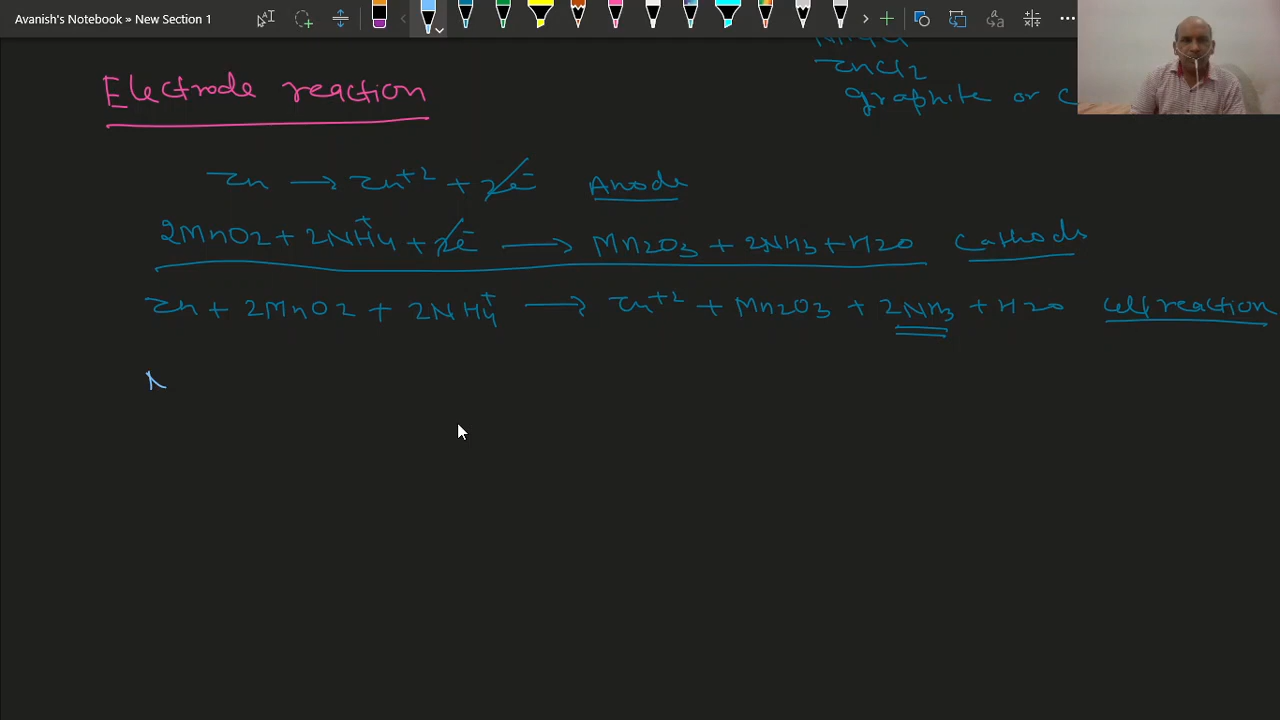 Avanish's Notebook » New Section 1
ZnCl2
graphite or C
Electrode reaction
Zn → Zn+2 + 2e- Anode
2MnO2 + 2NH4+ + 2e- → Mn2O3 + 2NH3 + H2O Cathods
Zn + 2MnO2 + 2NH4+ → Zn+2 + Mn2O3 + 2NH3 + H2O Cell reaction